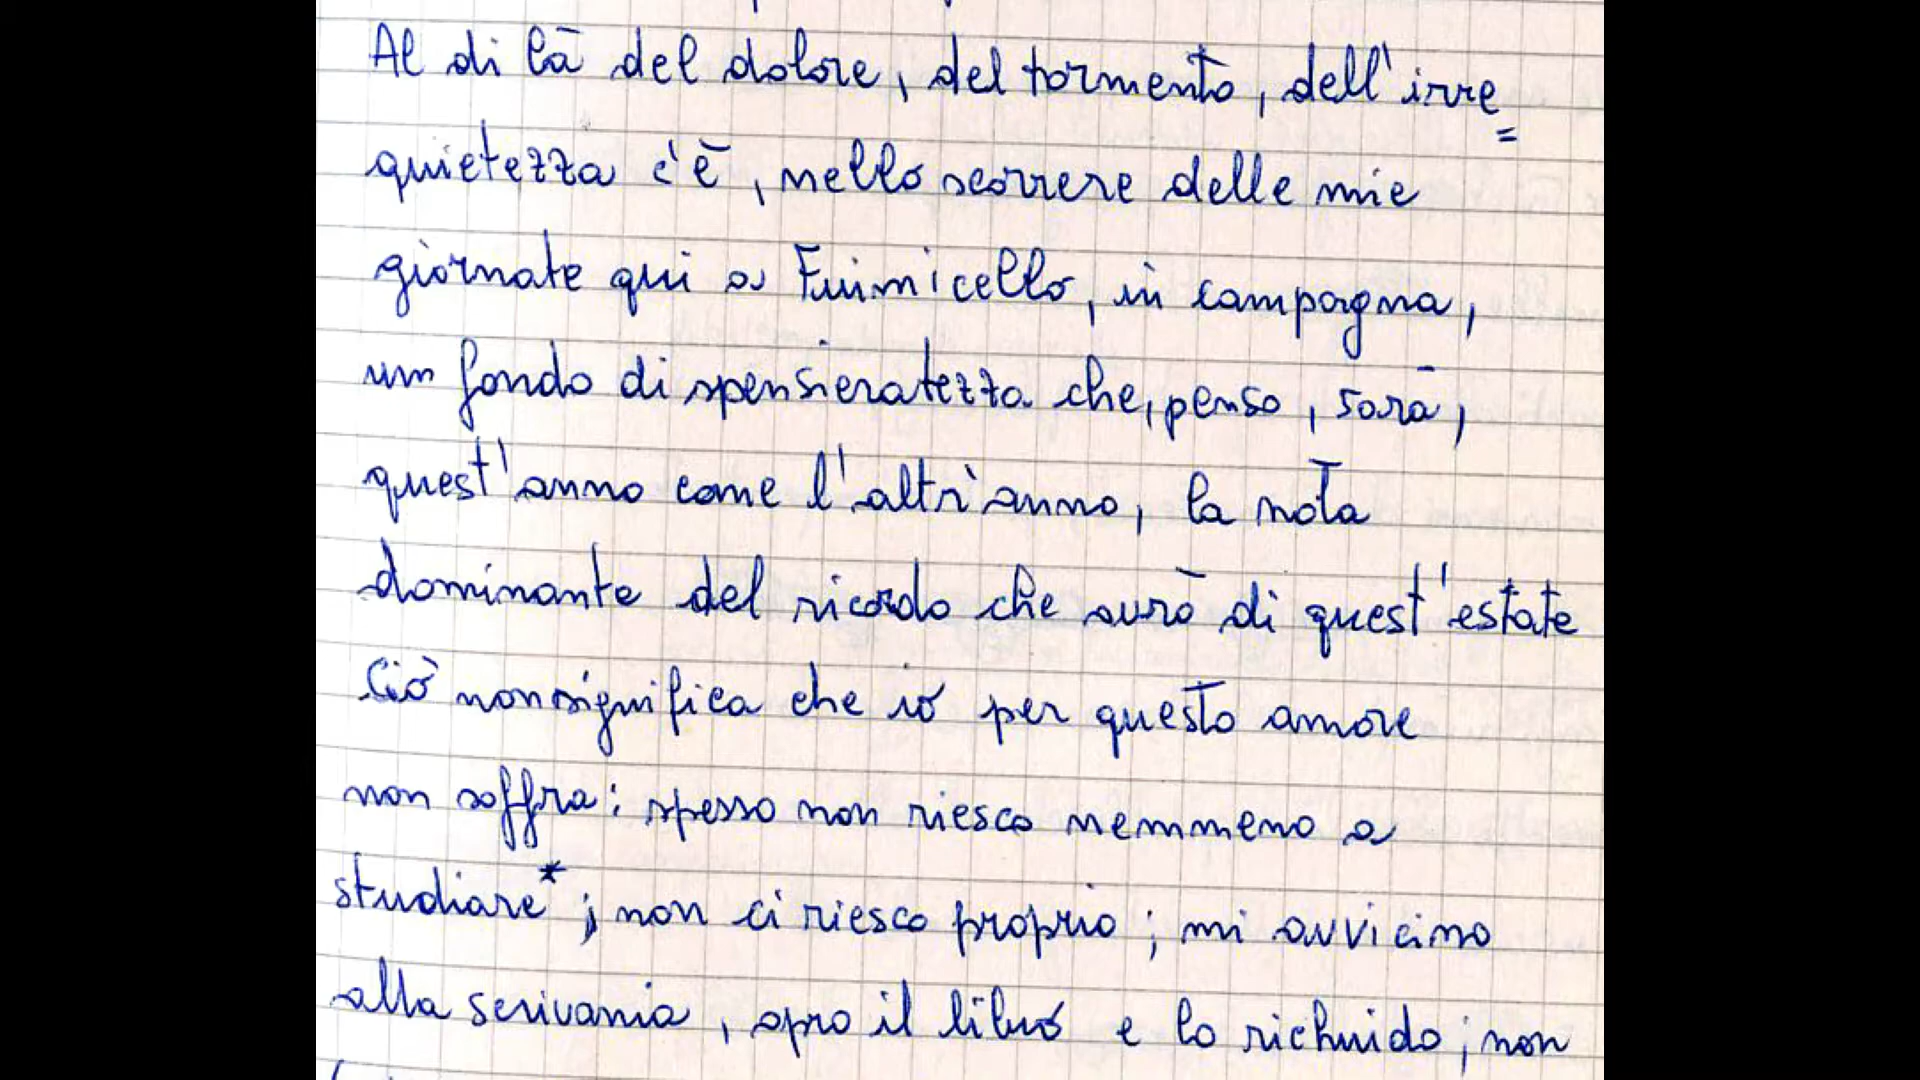 Al di là del dolore, del tormento, dell'irre=
quietezza c'è, nello scorrere delle mie
giornate qui a Fiumicello, in campagna,
un fondo di spensieratezza che, penso, sarà,
quest'anno come l'altr'anno, la nota
dominante del ricordo che avrò di quest'estate
Ciò non significa che io per questo amore
non soffra: spesso non riesco nemmeno a
studiare*; non ci riesco proprio; mi avvicino
alla scrivania, apro il libro e lo richiudo; non